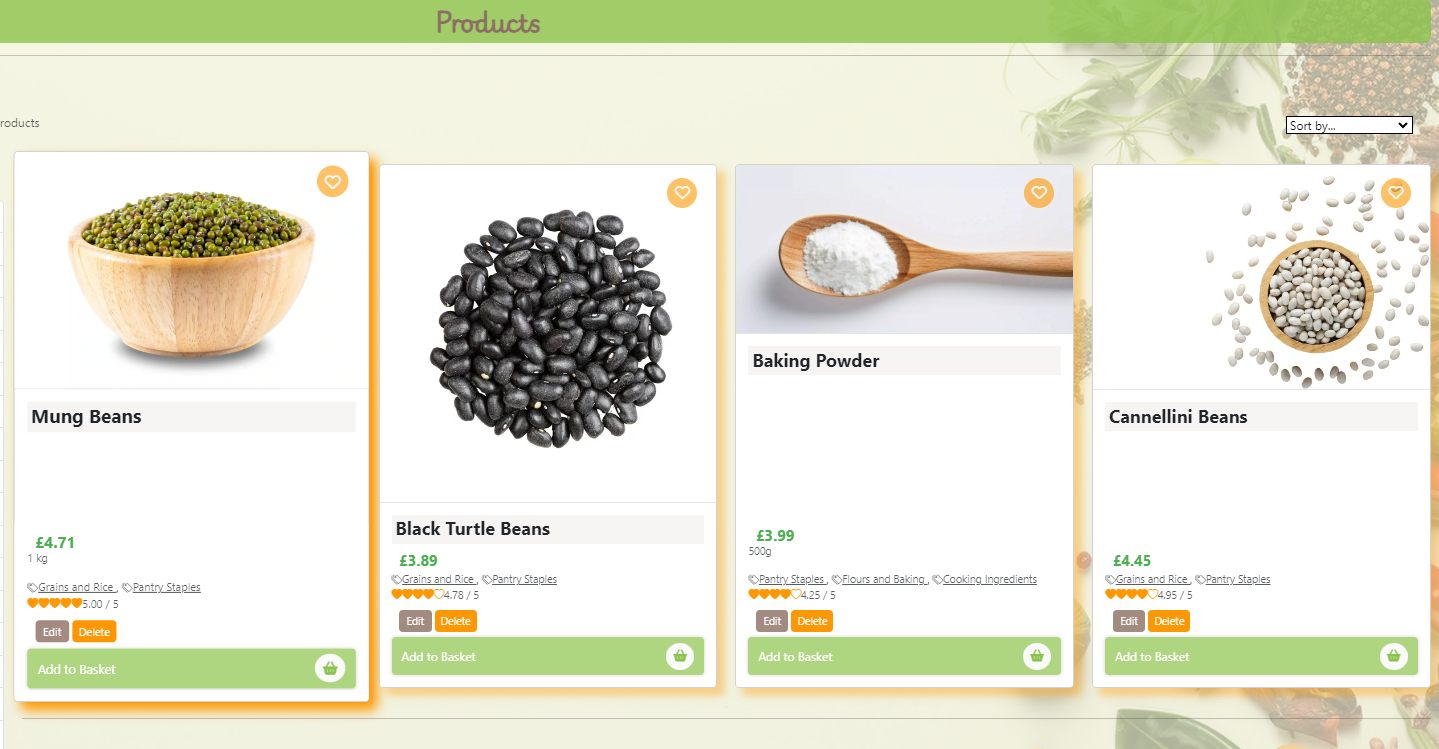 Products
roducts
Sort by...
Mung Beans
£4.71
1 kg
Grains and Rice , Pantry Staples
5.00 / 5
Edit Delete
Add to Basket
Black Turtle Beans
£3.89
Grains and Rice , Pantry Staples
4.78 / 5
Edit Delete
Add to Basket
Baking Powder
£3.99
500g
Pantry Staples , Flours and Baking , Cooking Ingredients
4.25 / 5
Edit Delete
Add to Basket
Cannellini Beans
£4.45
Grains and Rice , Pantry Staples
4.95 / 5
Edit Delete
Add to Basket